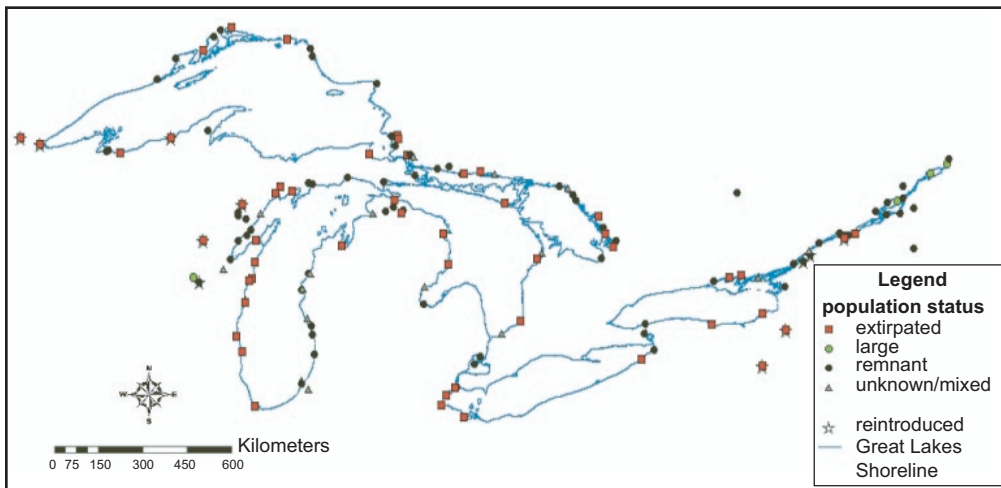 N
W E
S
Kilometers
0 75 150 300 450 600
Legend
population status
extirpated
large
remnant
unknown/mixed
reintroduced
Great Lakes
Shoreline